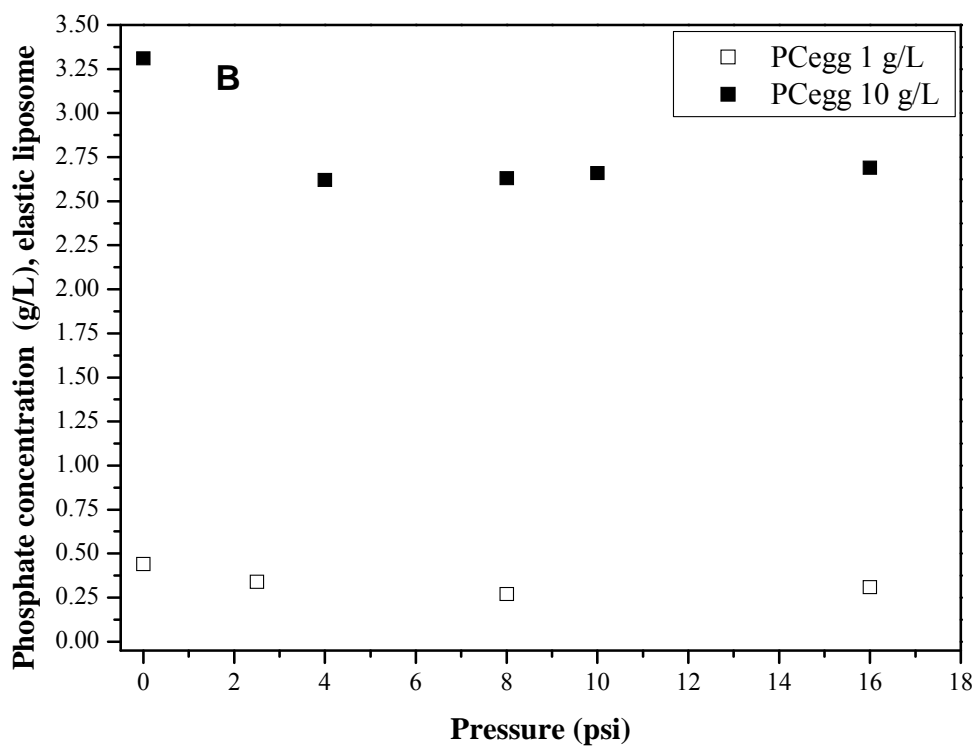 B
PCegg 1 g/L
PCegg 10 g/L
Phosphate concentration (g/L), elastic liposome
3.50
3.25
3.00
2.75
2.50
2.25
2.00
1.75
1.50
1.25
1.00
0.75
0.50
0.25
0.00
0 2 4 6 8 10 12 14 16 18
Pressure (psi)